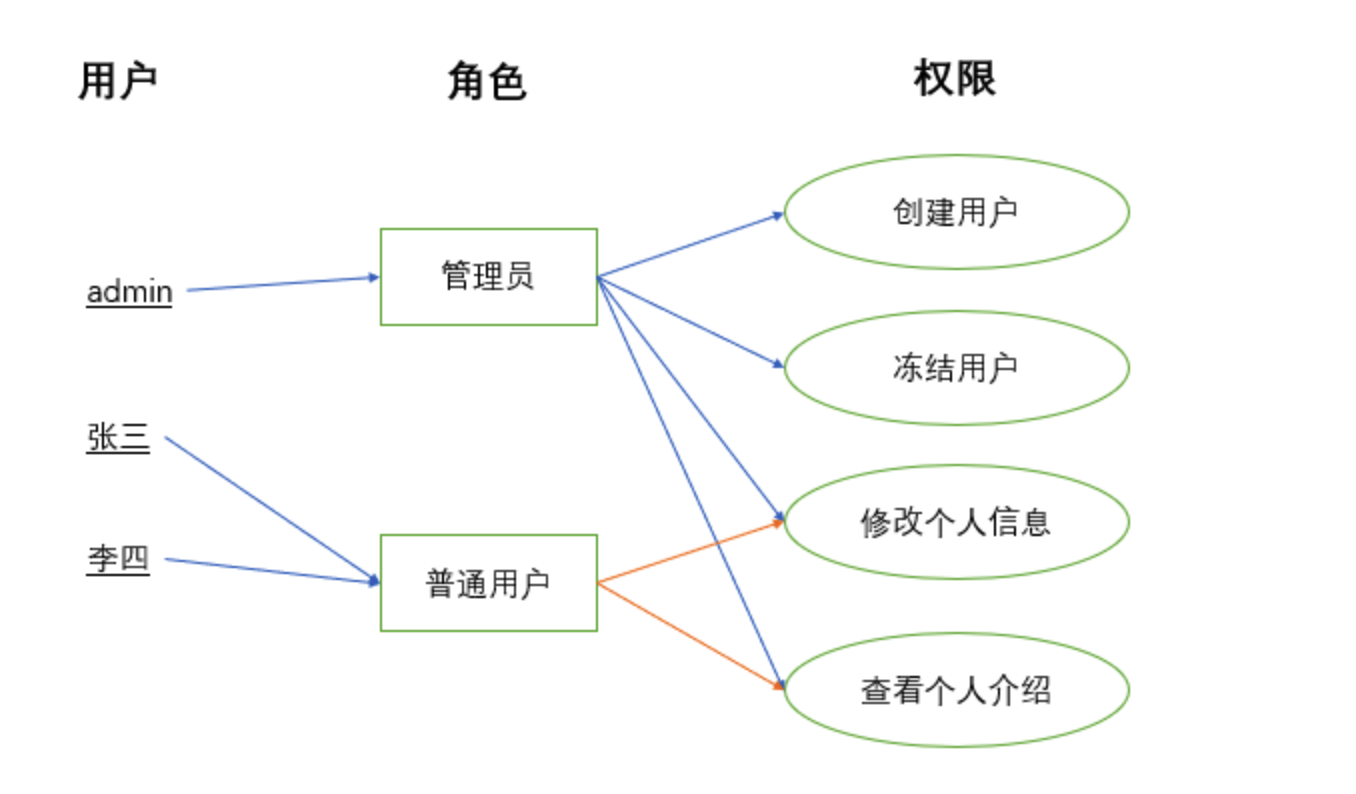 用户
角色
权限
创建用户
管理员
admin
冻结用户
张三
修改个人信息
李四
普通用户
查看个人介绍